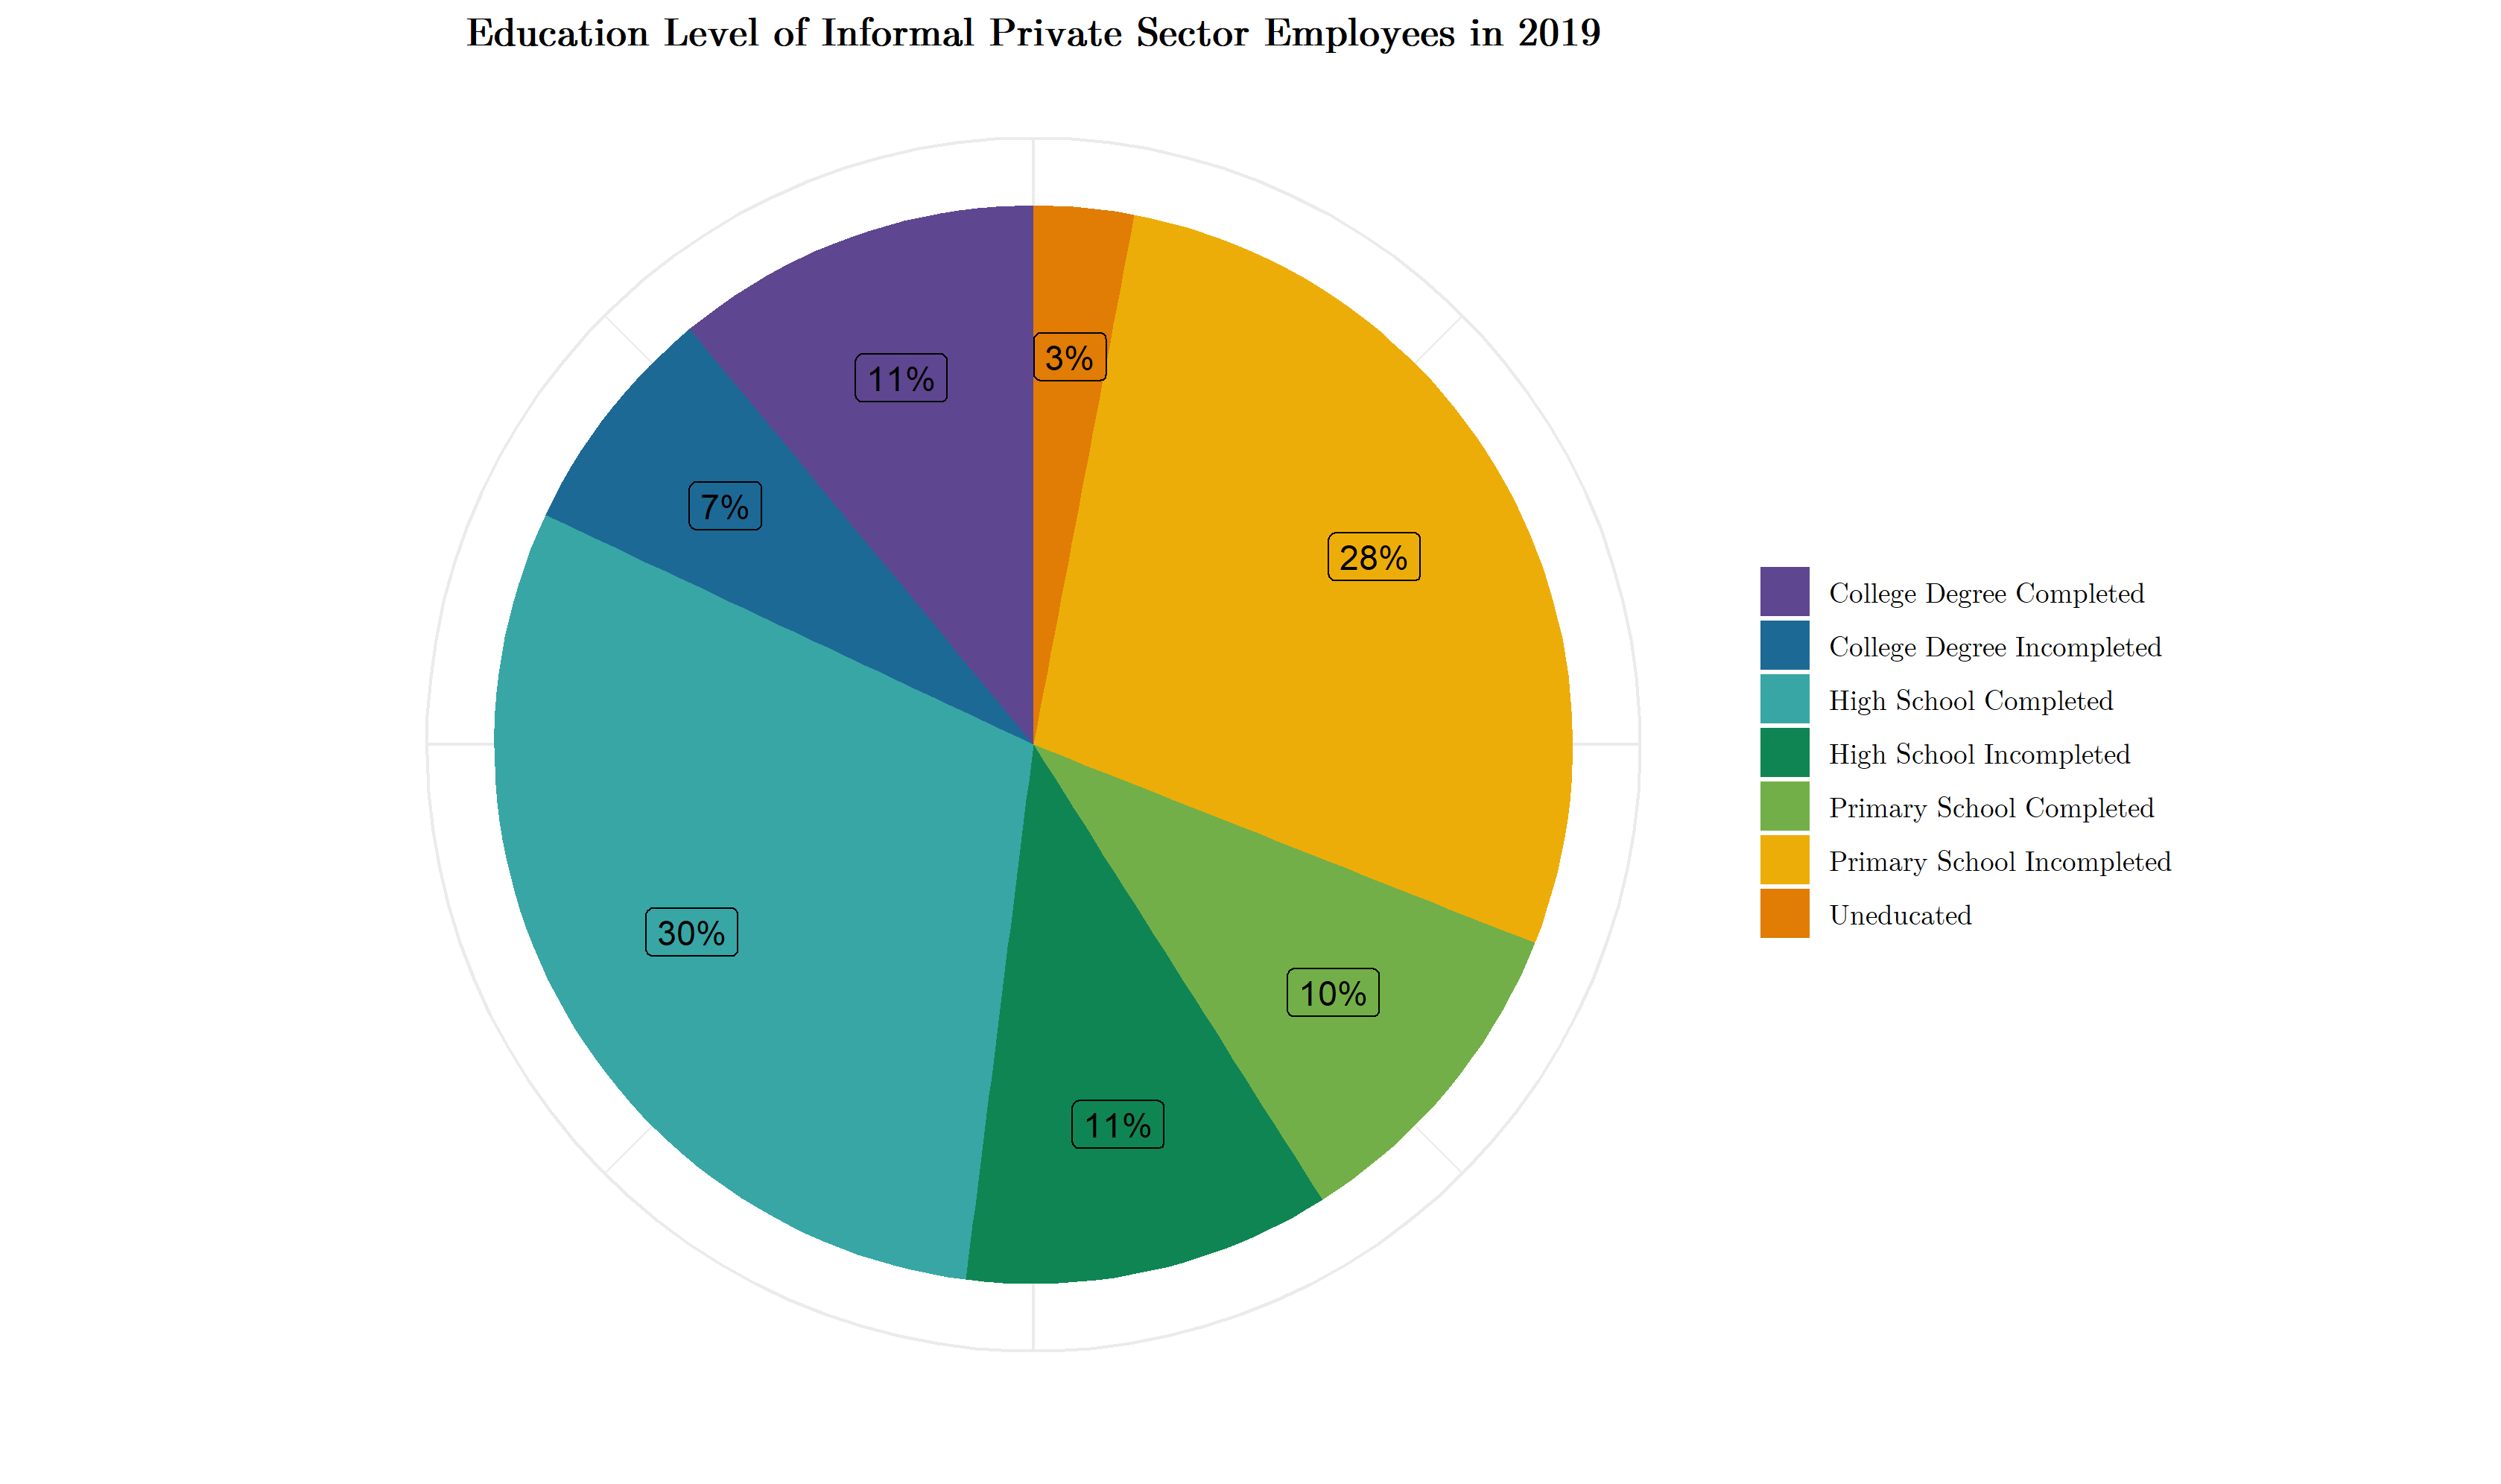 Education Level of Informal Private Sector Employees in 2019
3%
11%
7%
28%
30%
10%
11%
College Degree Completed
College Degree Incompleted
High School Completed
High School Incompleted
Primary School Completed
Primary School Incompleted
Uneducated